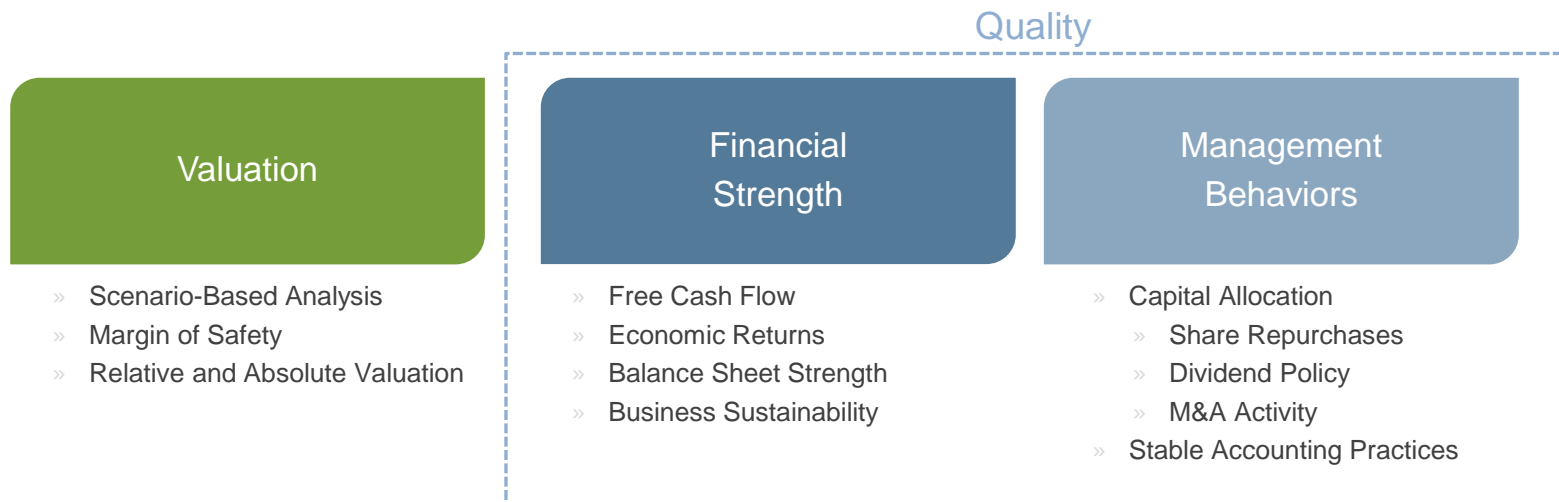 Quality
Valuation
» Scenario-Based Analysis
» Margin of Safety
» Relative and Absolute Valuation
Financial
Strength
» Free Cash Flow
» Economic Returns
» Balance Sheet Strength
» Business Sustainability
Management
Behaviors
» Capital Allocation
» Share Repurchases
» Dividend Policy
» M&A Activity
» Stable Accounting Practices